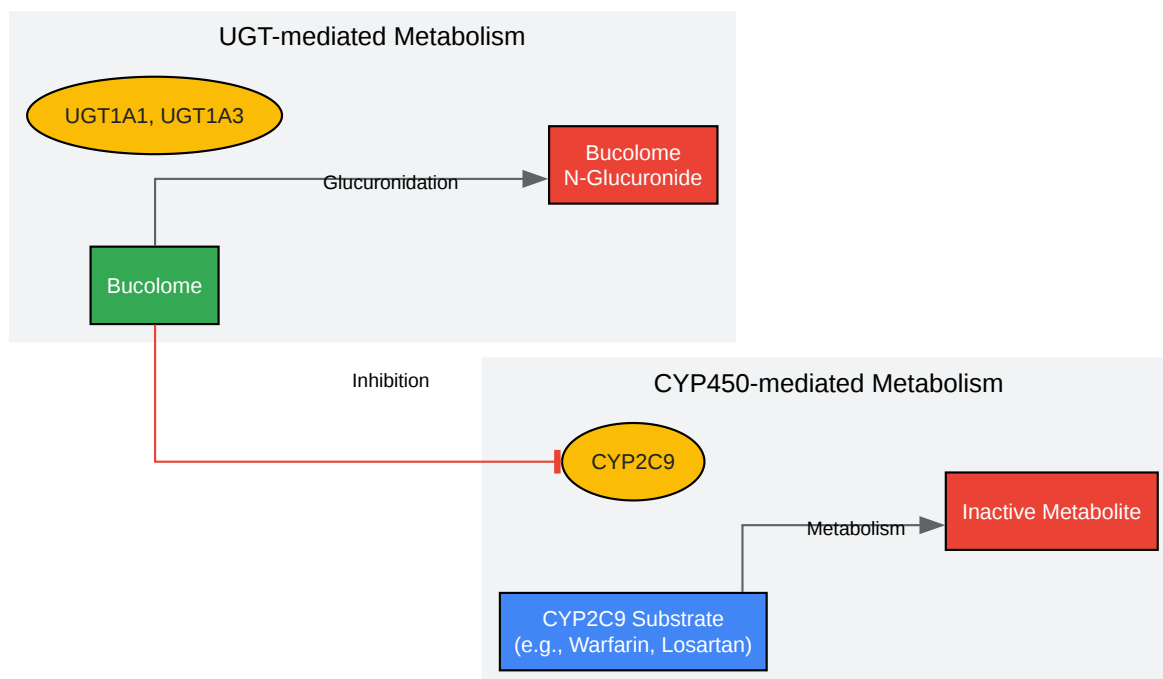 UGT-mediated Metabolism
UGT1A1, UGT1A3
Bucolome
N-Glucuronide
Glucuronidation
Bucolome
Inhibition
CYP450-mediated Metabolism
CYP2C9
Inactive Metabolite
Metabolism
CYP2C9 Substrate
(e.g., Warfarin, Losartan)